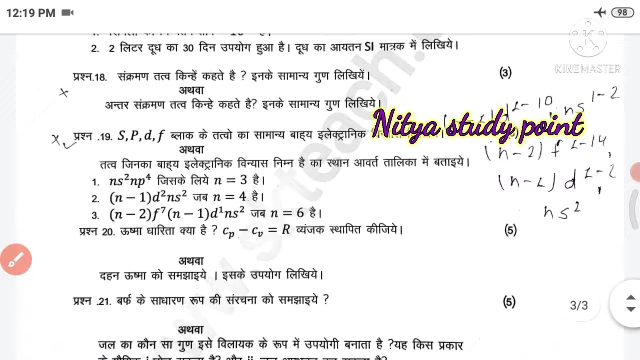 12:19 PM
98
KINEMASTER
2. 2 लिटर दूध का 30 दिन उपयोग हुआ है। दूध का आयतन SI मात्रक में लिखिये।
प्रश्न.18. संक्रमण तत्व किन्हें कहते है ? इनके सामान्य गुण लिखियें। (3)
अथवा
अन्तर संक्रमण तत्व किन्हे कहते है? इनके सामान्य गुण लिखियें।
प्रश्न .19. S, P, d, f ब्लाक के तत्वो का सामान्य बाह्य इलेक्ट्रानिक
Nitya study point
d 1-10, ns 1-2
अथवा
(n-2) f 1-14,
तत्व जिनका बाह्य इलेक्ट्रानिक विन्यास निम्न है का स्थान आवर्त तालिका में बताइये।
1. ns²np⁴ जिसके लिये n = 3 है।
2. (n − 1)d²ns² जब n = 4 है।
3. (n − 2)f⁷(n − 1)d¹ns² जब n = 6 है।
ns²
प्रश्न 20. ऊष्मा धारिता क्या है ? cₚ − cᵥ = R व्यंजक स्थापित कीजिये। (5)
अथवा
दहन ऊष्मा को समझाइये । इसके उपयोग लिखिये।
प्रश्न .21. बर्फ के साधारण रूप की संरचना को समझाइये ? (5)
3/3
अथवा
जल का कौन सा गुण इसे विलायक के रूप में उपयोगी बनाता है ?यह किस प्रकार